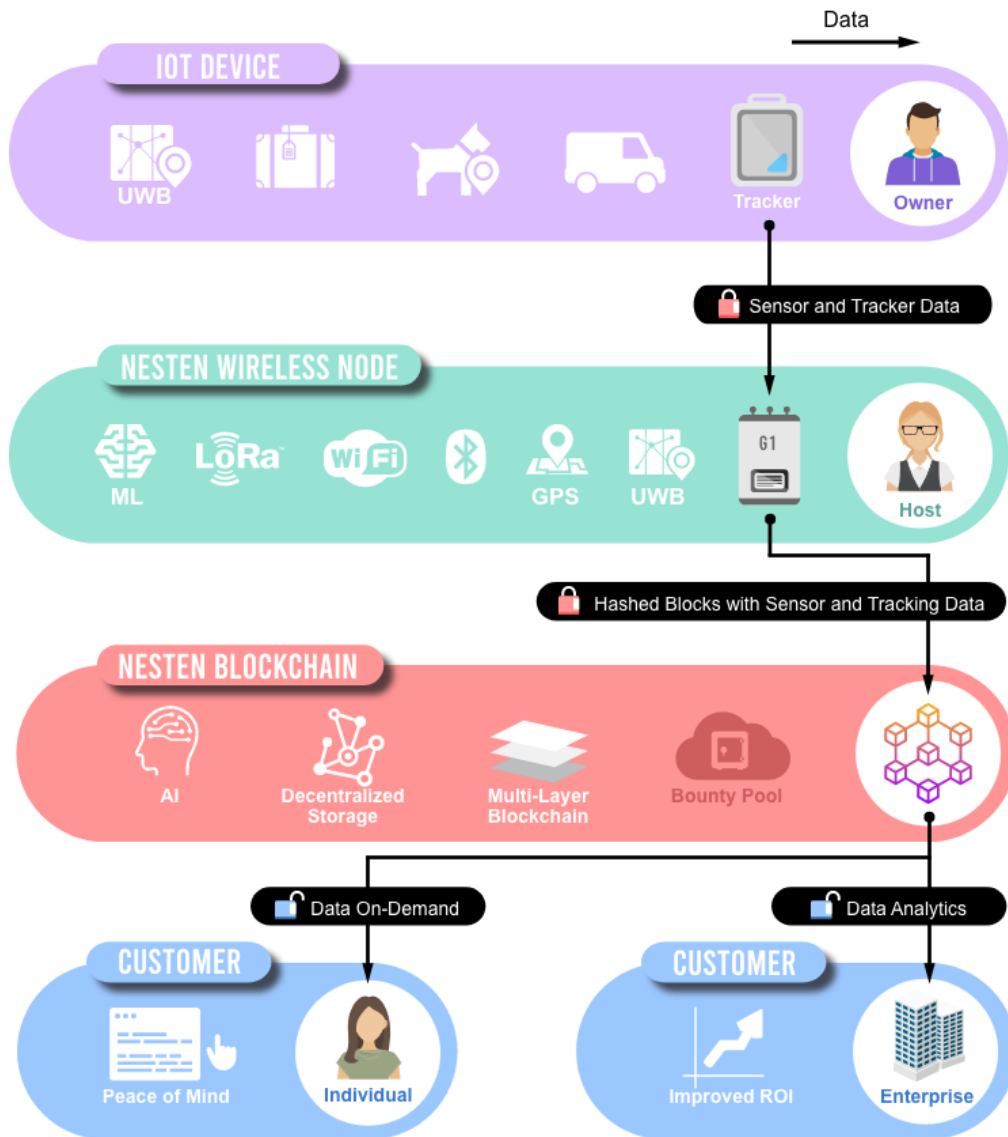 Data
IOT DEVICE
UWB
Tracker
Owner
Sensor and Tracker Data
NESTEN WIRELESS NODE
ML
LoRa™
WiFi
GPS
UWB
G1
Host
Hashed Blocks with Sensor and Tracking Data
NESTEN BLOCKCHAIN
AI
Decentralized
Storage
Multi-Layer
Blockchain
Bounty Pool
Data On-Demand
Data Analytics
CUSTOMER
Peace of Mind
Individual
CUSTOMER
Improved ROI
Enterprise